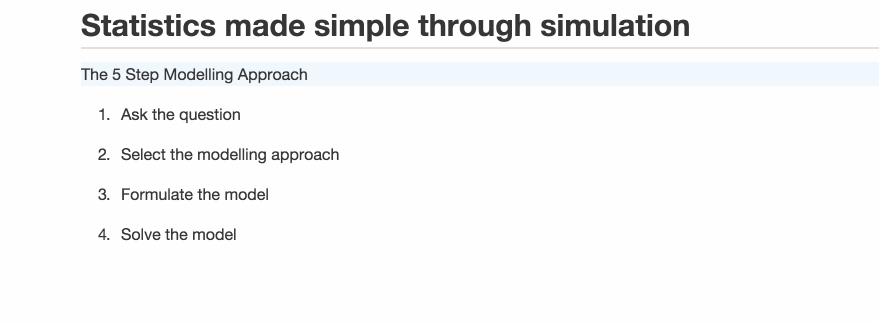 Statistics made simple through simulation
The 5 Step Modelling Approach
1. Ask the question
2. Select the modelling approach
3. Formulate the model
4. Solve the model